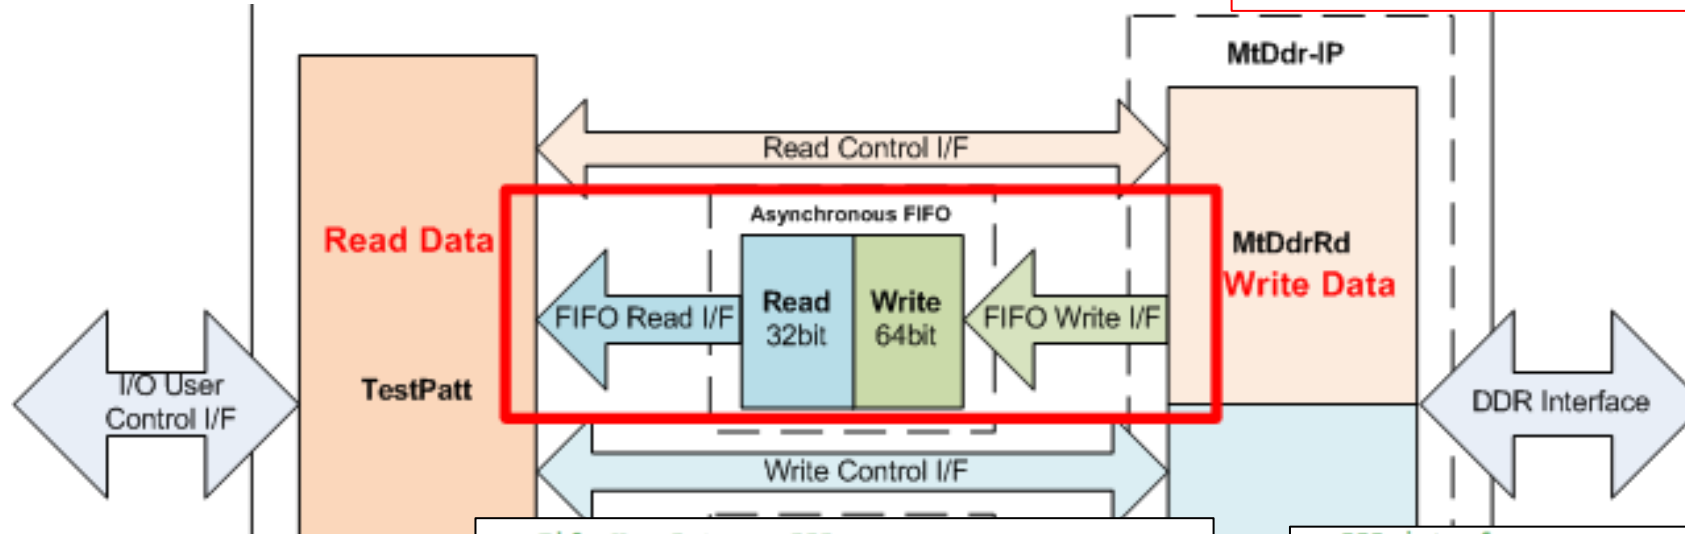 MtDdr-IP
Read Control I/F
Asynchronous FIFO
Read Data
MtDdrRd
Write Data
FIFO Read I/F
Read
32bit
Write
64bit
FIFO Write I/F
I/O User
Control I/F
TestPatt
DDR Interface
Write Control I/F